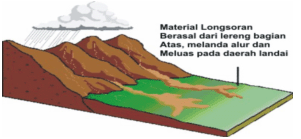 Material Longsoran
Berasal dari lereng bagian
Atas, melanda alur dan
Meluas pada daerah landai